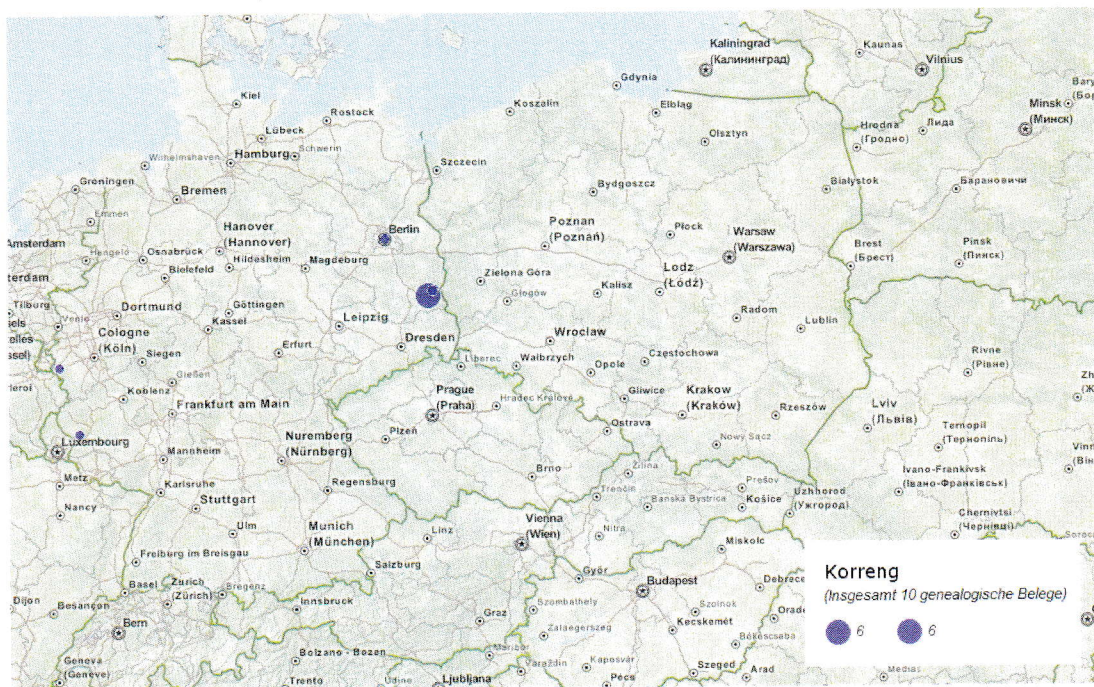 Kaliningrad
(Калининград)
Kaunas
Vilnius
Gdynia
Kiel
Rostock
Koszalin
Elbląg
Minsk
(Минск)
Lübeck
Olsztyn
Hrodna
(Гродно)
Лида
Wilhelmshaven
Hamburg
Schwerin
Szczecin
Groningen
Bremen
Bydgoszcz
Białystok
Барановичи
Emmen
Hanover
(Hannover)
Berlin
Poznan
(Poznań)
Płock
Warsaw
(Warszawa)
Amsterdam
Hengelo
Osnabrück
Hildesheim
Magdeburg
Brest
(Брест)
Pinsk
(Пинск)
terdam
Bielefeld
Zielona Góra
Lodz
(Łódź)
Kalisz
Głogów
Tilburg
Dortmund
Göttingen
Leipzig
Radom
Lublin
Venlo
Cologne
(Köln)
Kassel
Dresden
Wroclaw
Siegen
Erfurt
Liberec
Wałbrzych
Opole
Częstochowa
Rivne
(Рівне)
Gießen
Koblenz
Frankfurt am Main
Prague
(Praha)
Hradec Králové
Gliwice
Krakow
(Kraków)
Rzeszów
Lviv
(Львів)
Luxembourg
Plzeň
Ostrava
Nowy Sącz
Ternopil
(Тернопіль)
Mannheim
Nuremberg
(Nürnberg)
Metz
Karlsruhe
Regensburg
Brno
Žilina
Prešov
Ivano-Frankivsk
(Івано-Франківськ)
Stuttgart
Trenčín
Banská Bystrica
Košice
Uzhhorod
(Ужгород)
Nancy
Ulm
Munich
(München)
Linz
Vienna
(Wien)
Nitra
Chernivtsi
(Чернівці)
Freiburg im Breisgau
Salzburg
Miskolc
Basel
Zurich
(Zürich)
Bregenz
Győr
Budapest
Debrece
Dijon
Besançon
Innsbruck
Graz
Szombathely
Szolnok
Orade
Bern
Zalaegerszeg
Kecskemét
Békéscsaba
Geneva
(Geneve)
Bolzano - Bozen
Maribor
Varaždin
Kaposvár
Szeged
Arad
Medias
Trento
Udine
Ljubljana
Pécs
Korreng
(Insgesamt 10 genealogische Belege)
6 6